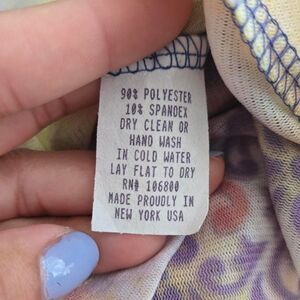 90% POLYESTER
10% SPANDEX
DRY CLEAN OR
HAND WASH
IN COLD WATER
LAY FLAT TO DRY
RN# 106800
MADE PROUDLY IN
NEW YORK USA